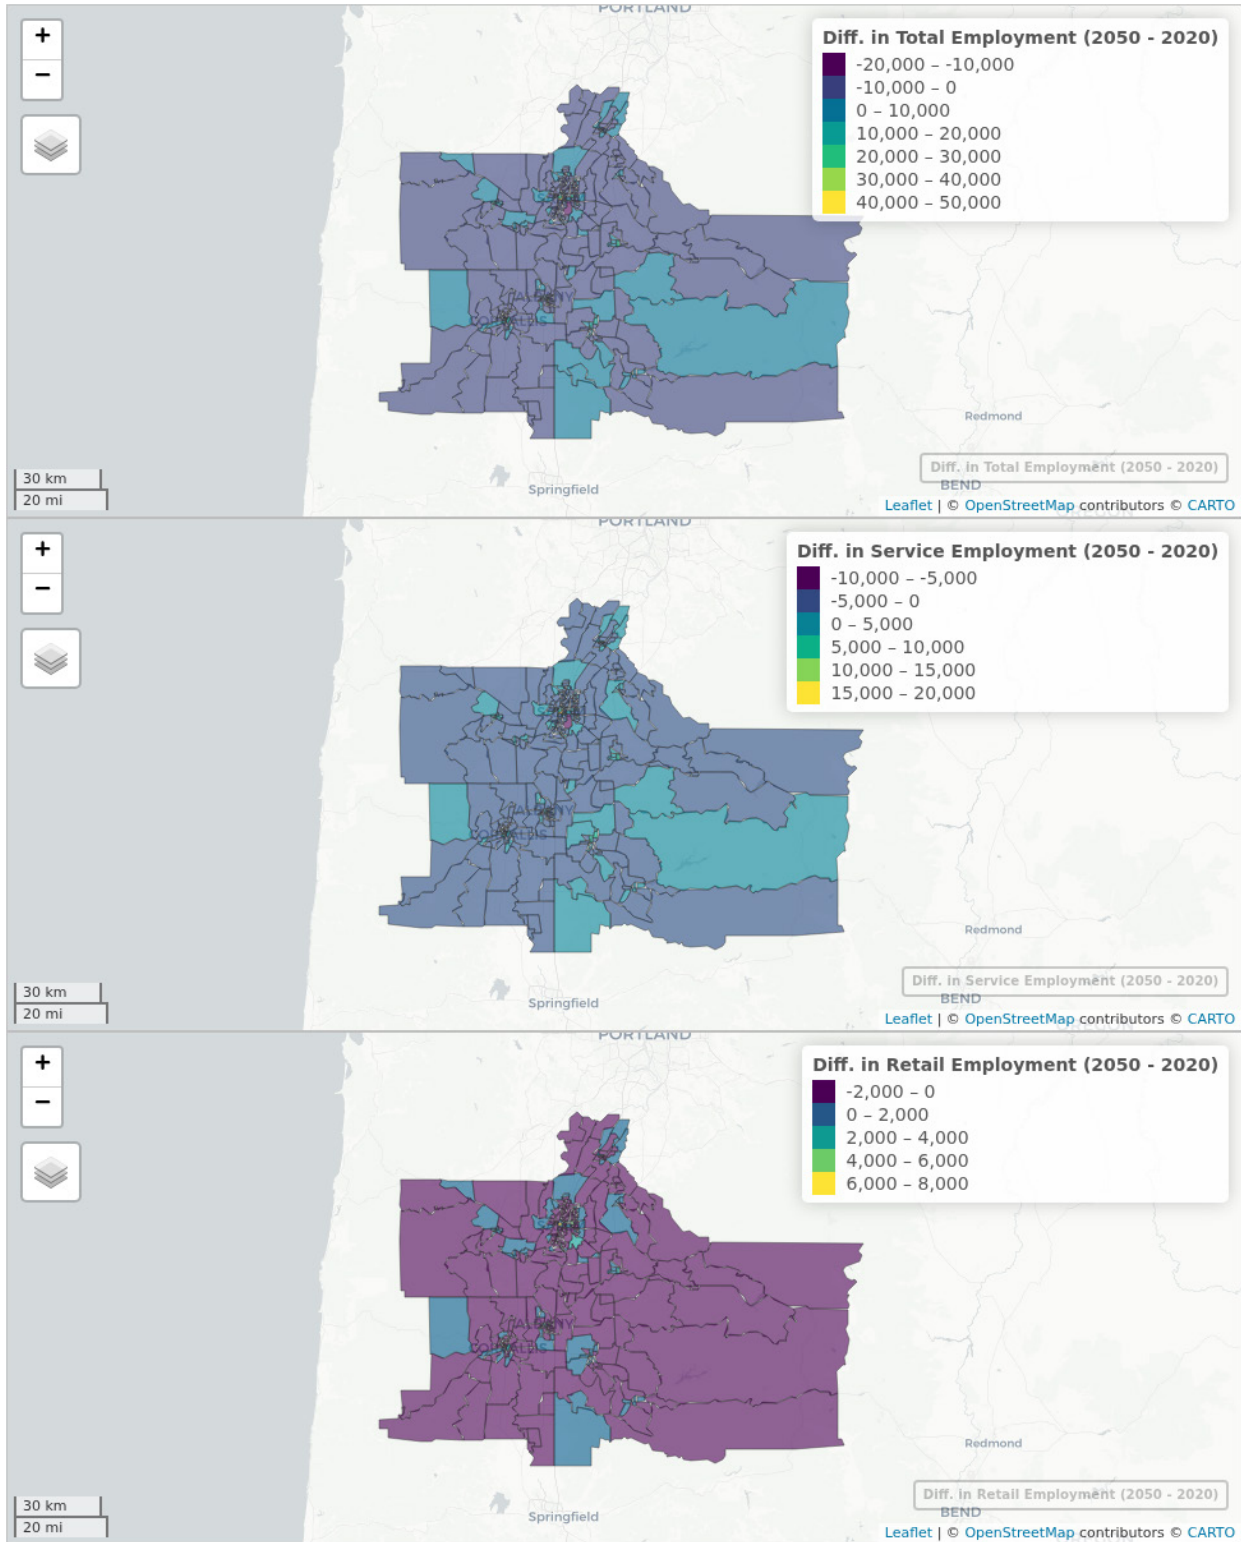 PORTLAND
+
−
Diff. in Total Employment (2050 - 2020)
-20,000 – -10,000
-10,000 – 0
0 – 10,000
10,000 – 20,000
20,000 – 30,000
30,000 – 40,000
40,000 – 50,000
ALBANY
CORVALLIS
Redmond
30 km
20 mi
Springfield
Diff. in Total Employment (2050 - 2020)
BEND
Leaflet | © OpenStreetMap contributors © CARTO
PORTLAND
+
−
Diff. in Service Employment (2050 - 2020)
-10,000 – -5,000
-5,000 – 0
0 – 5,000
5,000 – 10,000
10,000 – 15,000
15,000 – 20,000
ALBANY
CORVALLIS
Redmond
30 km
20 mi
Springfield
Diff. in Service Employment (2050 - 2020)
BEND
Leaflet | © OpenStreetMap contributors © CARTO
PORTLAND
+
−
Diff. in Retail Employment (2050 - 2020)
-2,000 – 0
0 – 2,000
2,000 – 4,000
4,000 – 6,000
6,000 – 8,000
ALBANY
CORVALLIS
Redmond
30 km
20 mi
Springfield
Diff. in Retail Employment (2050 - 2020)
BEND
Leaflet | © OpenStreetMap contributors © CARTO